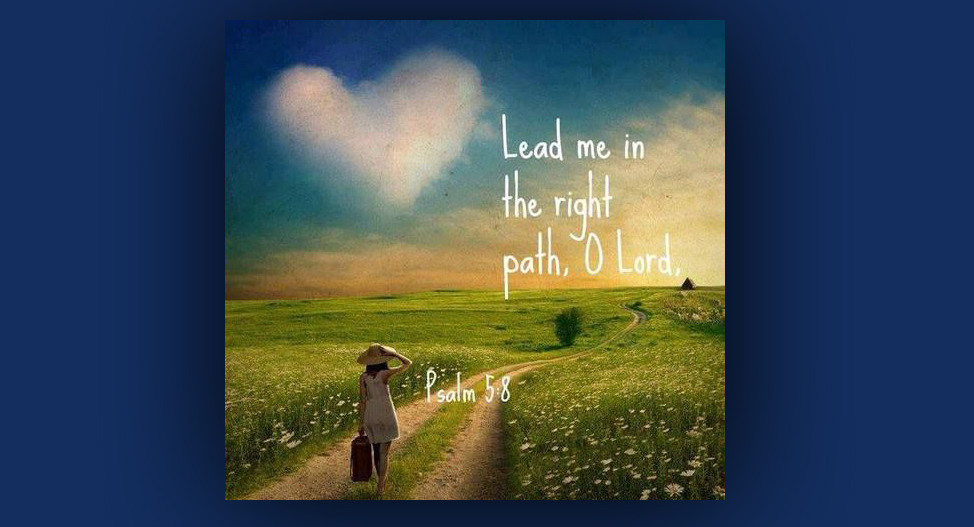 Lead me in
the right
path, O Lord,
Psalm 5:8